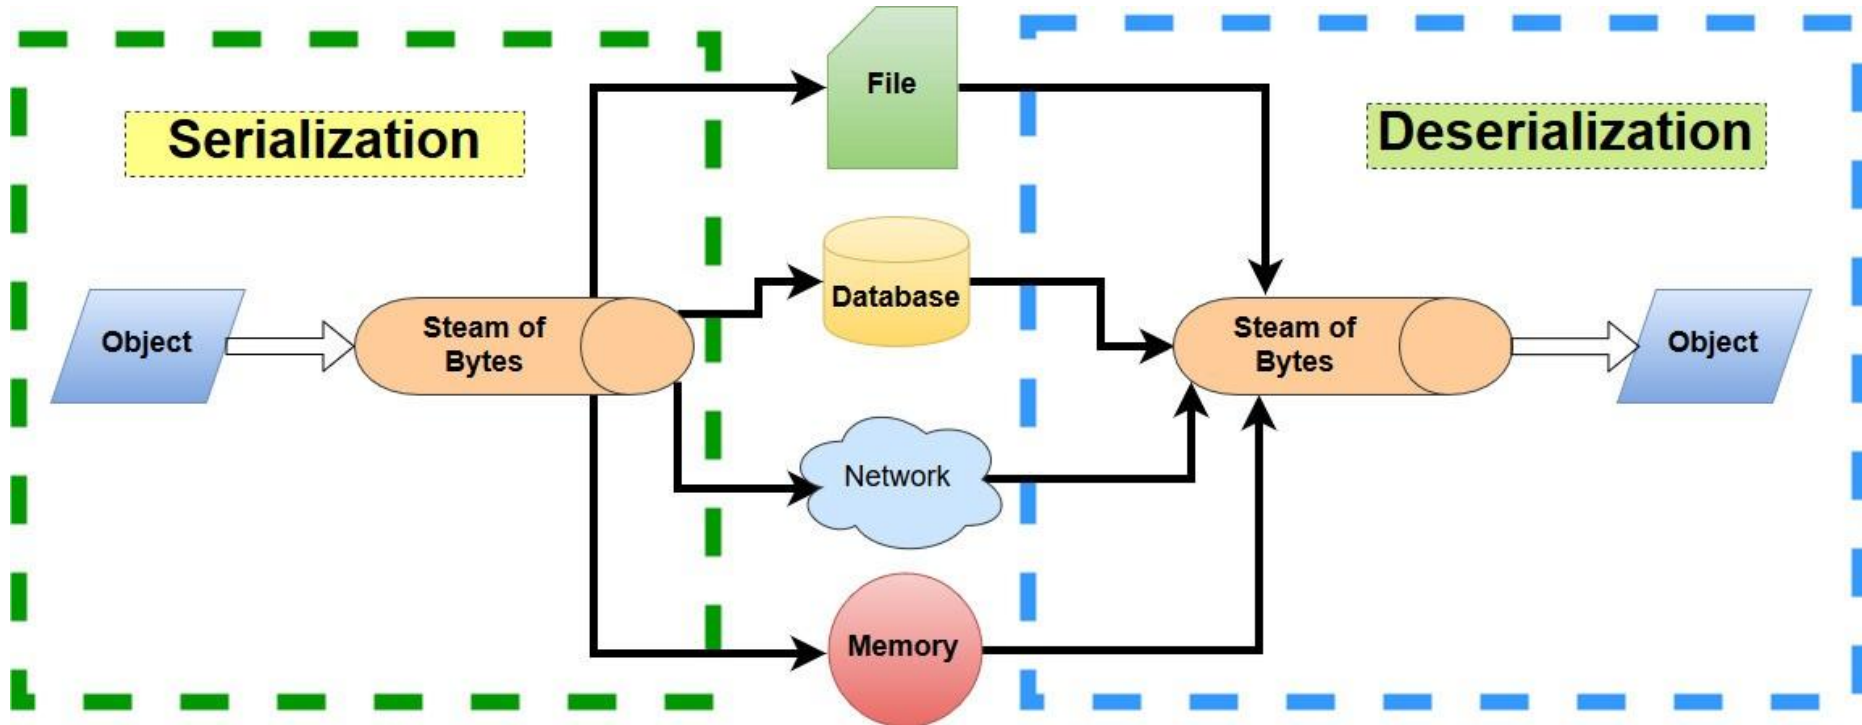 Serialization
Object
Steam of
Bytes
File
Database
Network
Memory
Deserialization
Steam of
Bytes
Object